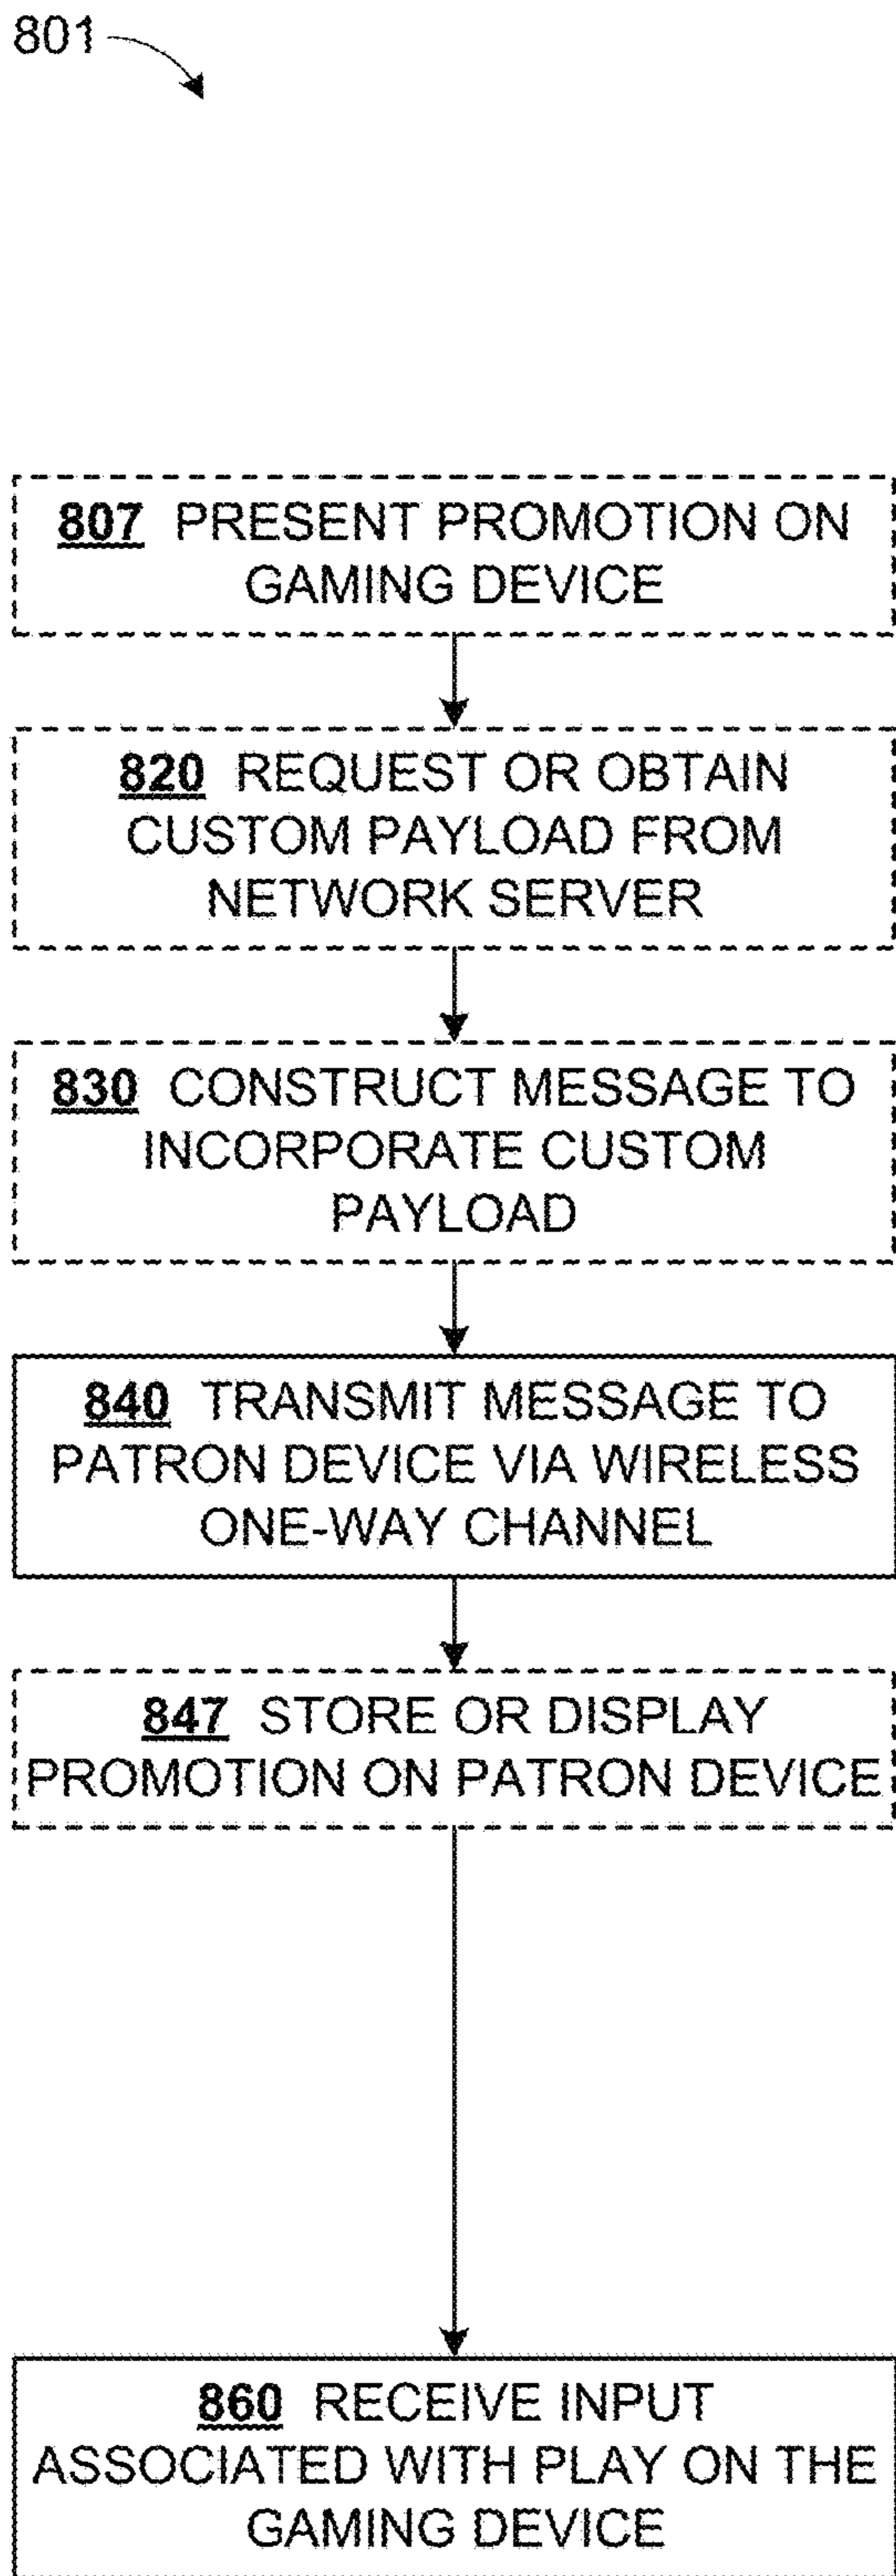 801
807 PRESENT PROMOTION ON
GAMING DEVICE
820 REQUEST OR OBTAIN
CUSTOM PAYLOAD FROM
NETWORK SERVER
830 CONSTRUCT MESSAGE TO
INCORPORATE CUSTOM
PAYLOAD
840 TRANSMIT MESSAGE TO
PATRON DEVICE VIA WIRELESS
ONE-WAY CHANNEL
847 STORE OR DISPLAY
PROMOTION ON PATRON DEVICE
860 RECEIVE INPUT
ASSOCIATED WITH PLAY ON THE
GAMING DEVICE